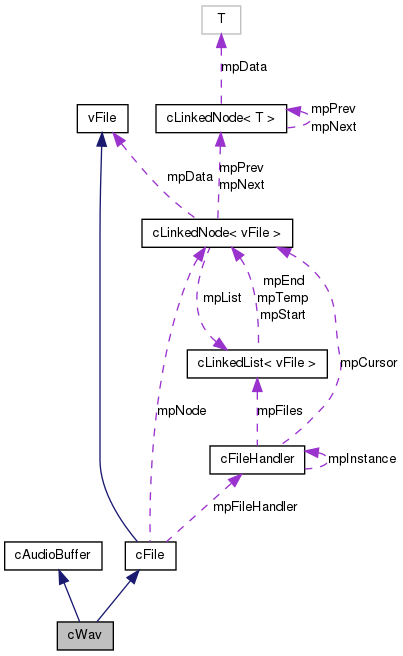 T
mpData
vFile
cLinkedNode< T >
mpPrev
mpNext
mpData
mpPrev
mpNext
cLinkedNode< vFile >
mpList
mpEnd
mpTemp
mpStart
cLinkedList< vFile >
mpCursor
mpNode
mpFiles
cFileHandler
mpInstance
mpFileHandler
cAudioBuffer
cFile
cWav